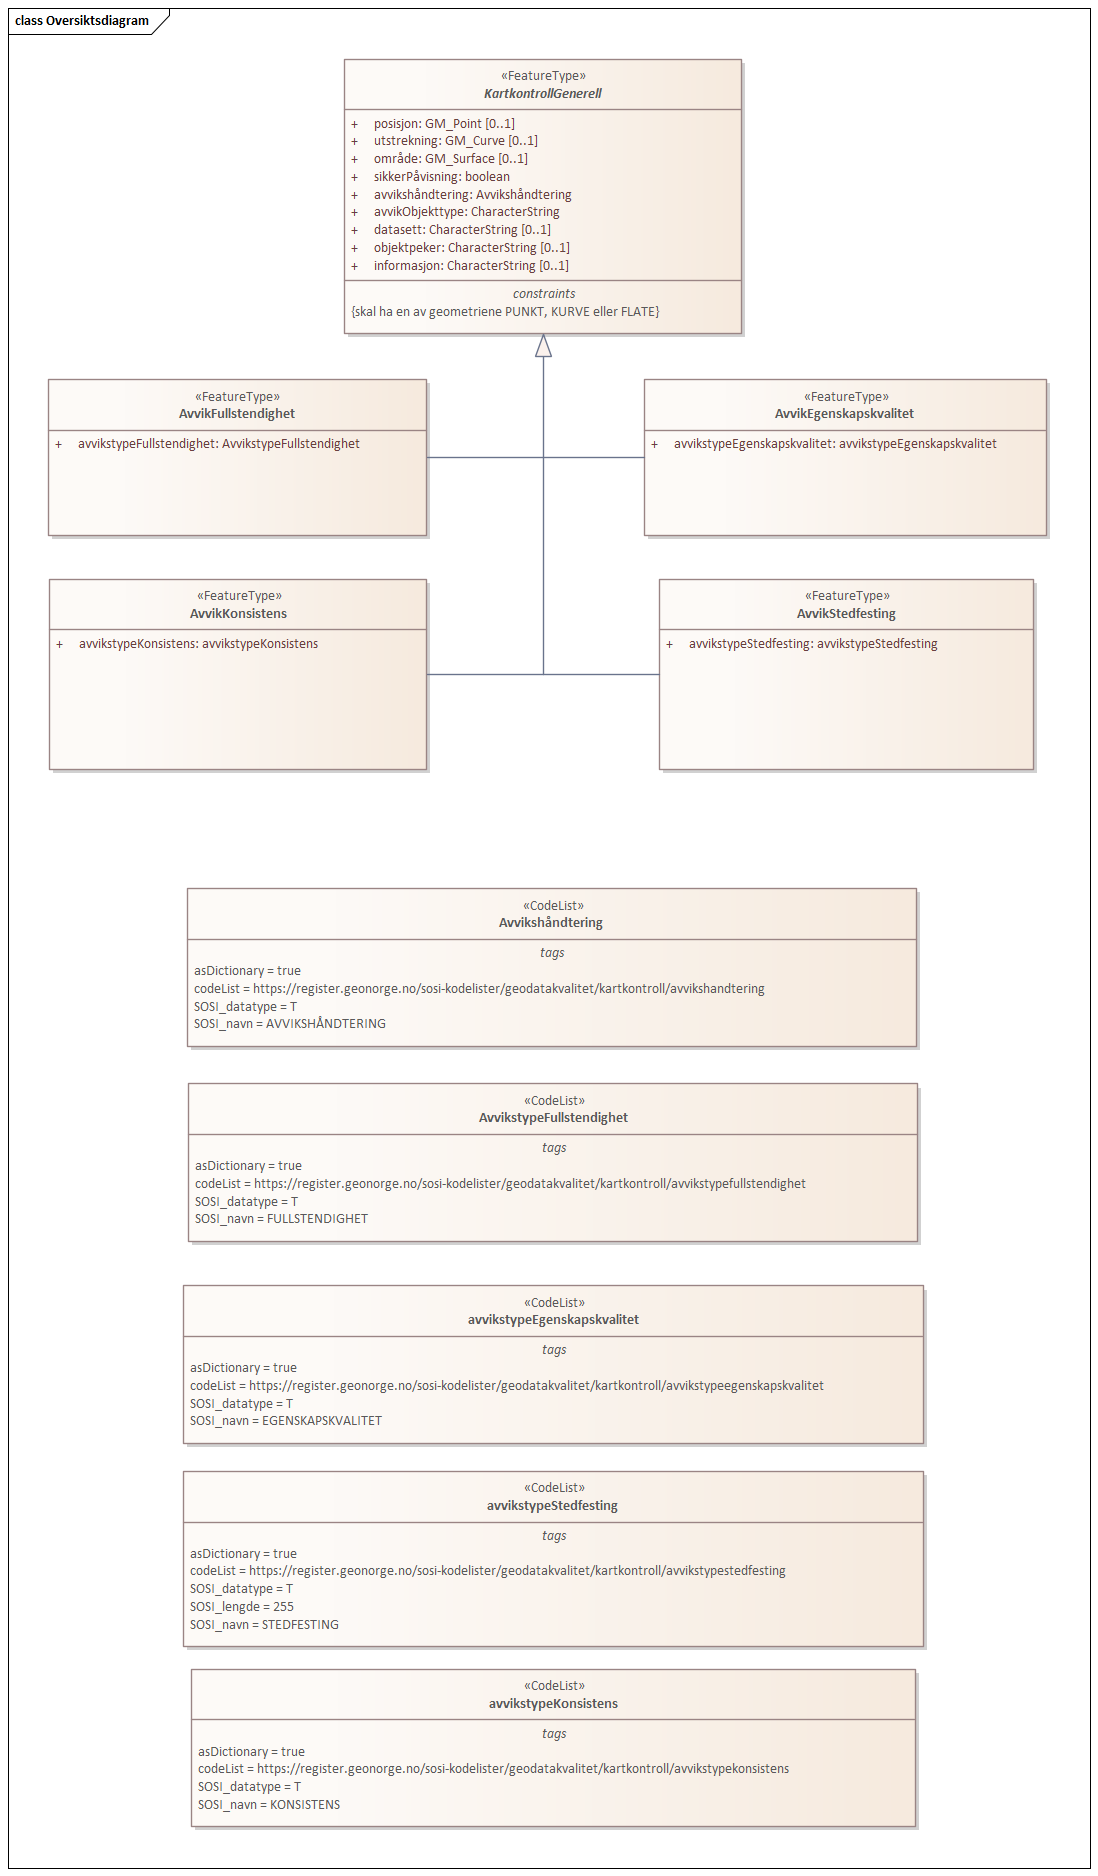 class Oversiktsdiagram
«FeatureType»
KartkontrollGenerell
+ posisjon: GM_Point [0..1]
+ utstrekning: GM_Curve [0..1]
+ område: GM_Surface [0..1]
+ sikkerPåvisning: boolean
+ avvikshåndtering: Avvikshåndtering
+ avvikObjekttype: CharacterString
+ datasett: CharacterString [0..1]
+ objektpeker: CharacterString [0..1]
+ informasjon: CharacterString [0..1]
constraints
{skal ha en av geometriene PUNKT, KURVE eller FLATE}
«FeatureType»
AvvikFullstendighet
+ avvikstypeFullstendighet: AvvikstypeFullstendighet
«FeatureType»
AvvikEgenskapskvalitet
+ avvikstypeEgenskapskvalitet: avvikstypeEgenskapskvalitet
«FeatureType»
AvvikKonsistens
+ avvikstypeKonsistens: avvikstypeKonsistens
«FeatureType»
AvvikStedfesting
+ avvikstypeStedfesting: avvikstypeStedfesting
«CodeList»
Avvikshåndtering
tags
asDictionary = true
codeList = https://register.geonorge.no/sosi-kodelister/geodatakvalitet/kartkontroll/avvikshandtering
SOSI_datatype = T
SOSI_navn = AVVIKSHÅNDTERING
«CodeList»
AvvikstypeFullstendighet
tags
asDictionary = true
codeList = https://register.geonorge.no/sosi-kodelister/geodatakvalitet/kartkontroll/avvikstypefullstendighet
SOSI_datatype = T
SOSI_navn = FULLSTENDIGHET
«CodeList»
avvikstypeEgenskapskvalitet
tags
asDictionary = true
codeList = https://register.geonorge.no/sosi-kodelister/geodatakvalitet/kartkontroll/avvikstypeegenskapskvalitet
SOSI_datatype = T
SOSI_navn = EGENSKAPSKVALITET
«CodeList»
avvikstypeStedfesting
tags
asDictionary = true
codeList = https://register.geonorge.no/sosi-kodelister/geodatakvalitet/kartkontroll/avvikstypestedfesting
SOSI_datatype = T
SOSI_lengde = 255
SOSI_navn = STEDFESTING
«CodeList»
avvikstypeKonsistens
tags
asDictionary = true
codeList = https://register.geonorge.no/sosi-kodelister/geodatakvalitet/kartkontroll/avvikstypekonsistens
SOSI_datatype = T
SOSI_navn = KONSISTENS